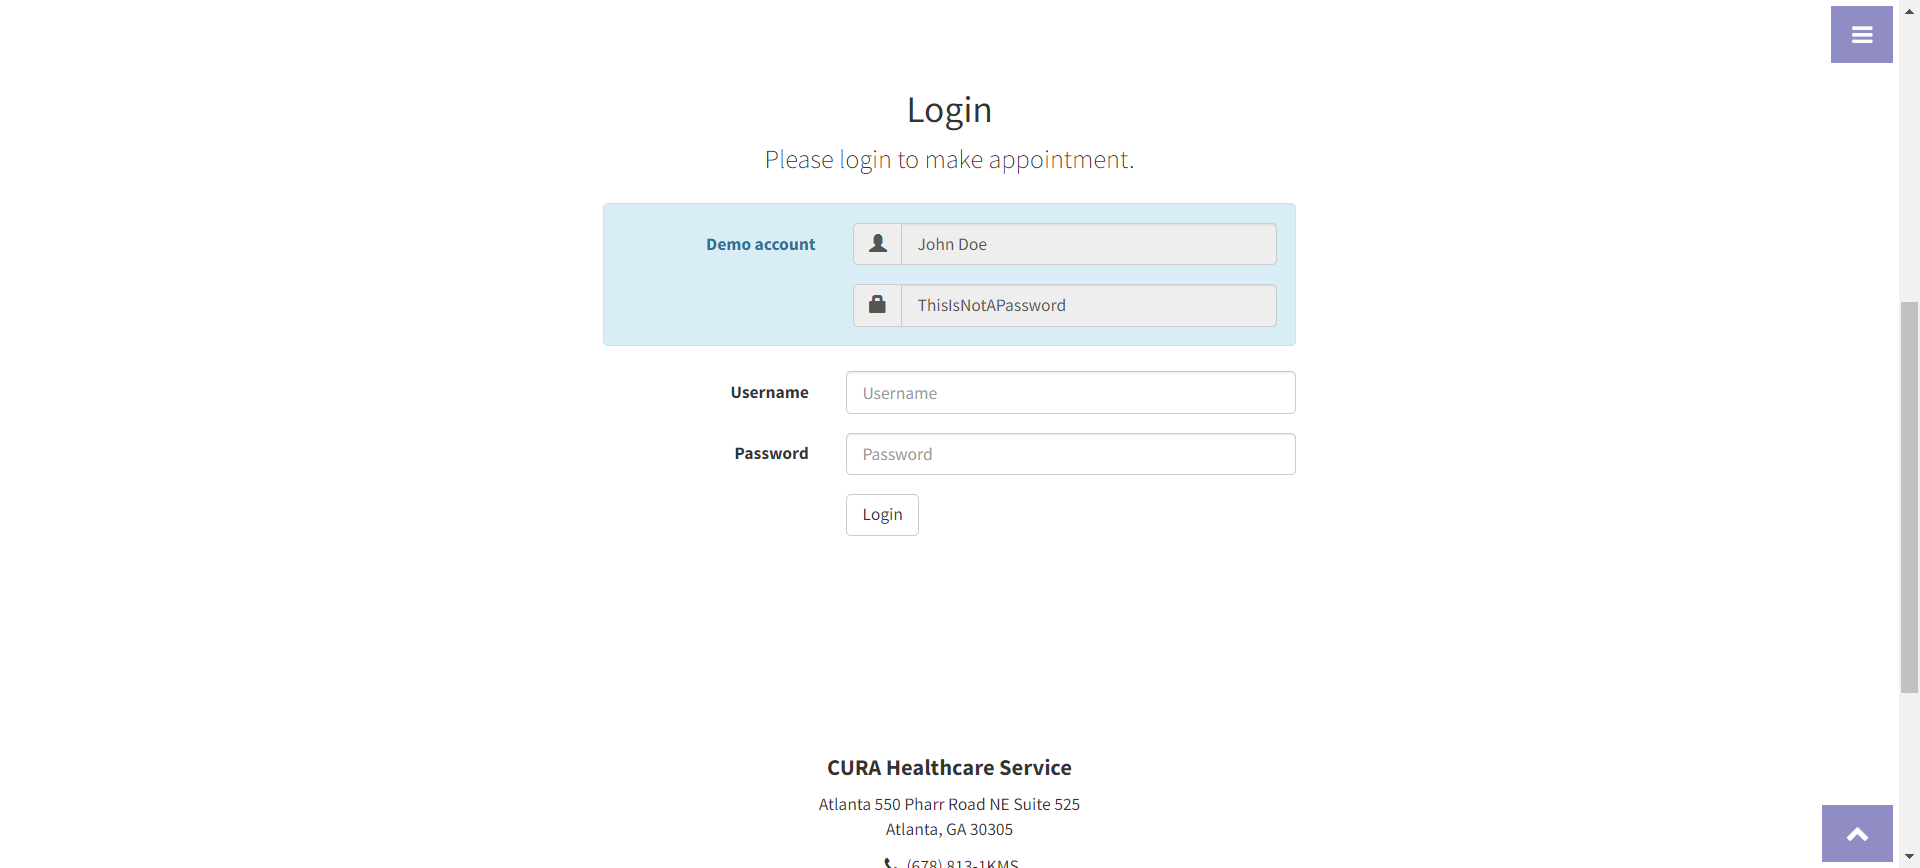 Login
Please login to make appointment.
Demo account
John Doe
ThisIsNotAPassword
Username
Username
Password
Password
Login
CURA Healthcare Service
Atlanta 550 Pharr Road NE Suite 525
Atlanta, GA 30305
(678) 813-1KMS